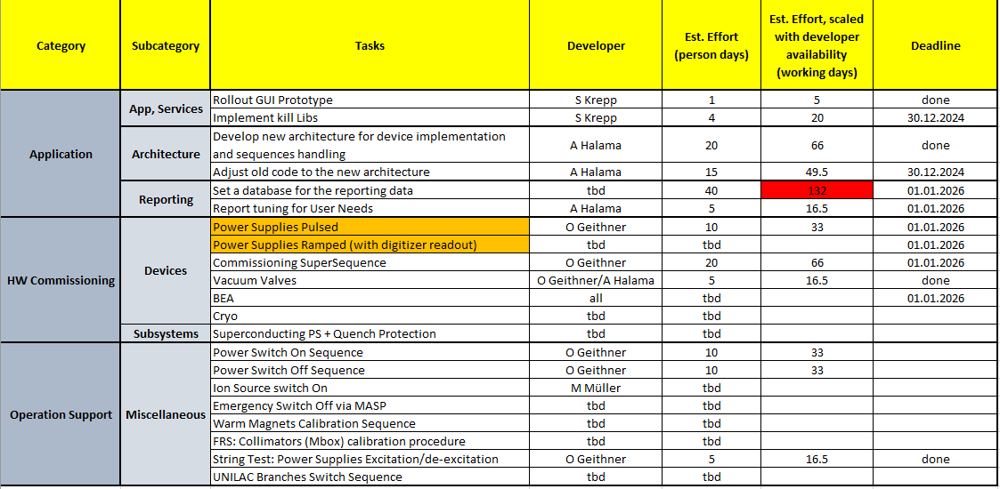 Category Subcategory Tasks Developer Est. Effort (person days) Est. Effort, scaled with developer availability (working days) Deadline
Application App, Services Rollout GUI Prototype S Krepp 1 5 done
Implement kill Libs S Krepp 4 20 30.12.2024
Architecture Develop new architecture for device implementation and sequences handling A Halama 20 66 done
Adjust old code to the new architecture A Halama 15 49.5 30.12.2024
Reporting Set a database for the reporting data tbd 40 132 01.01.2026
Report tuning for User Needs A Halama 5 16.5 01.01.2026
HW Commissioning Devices Power Supplies Pulsed O Geithner 10 33 01.01.2026
Power Supplies Ramped (with digitizer readout) tbd tbd 01.01.2026
Commissioning SuperSequence O Geithner 20 66 01.01.2026
Vacuum Valves O Geithner/A Halama 5 16.5 done
BEA all tbd 01.01.2026
Cryo tbd tbd
Subsystems Superconducting PS + Quench Protection tbd tbd
Operation Support Miscellaneous Power Switch On Sequence O Geithner 10 33
Power Switch Off Sequence O Geithner 10 33
Ion Source switch On M Müller tbd
Emergency Switch Off via MASP tbd tbd
Warm Magnets Calibration Sequence tbd tbd
FRS: Collimators (Mbox) calibration procedure tbd tbd
String Test: Power Supplies Excitation/de-excitation O Geithner 5 16.5 done
UNILAC Branches Switch Sequence tbd tbd